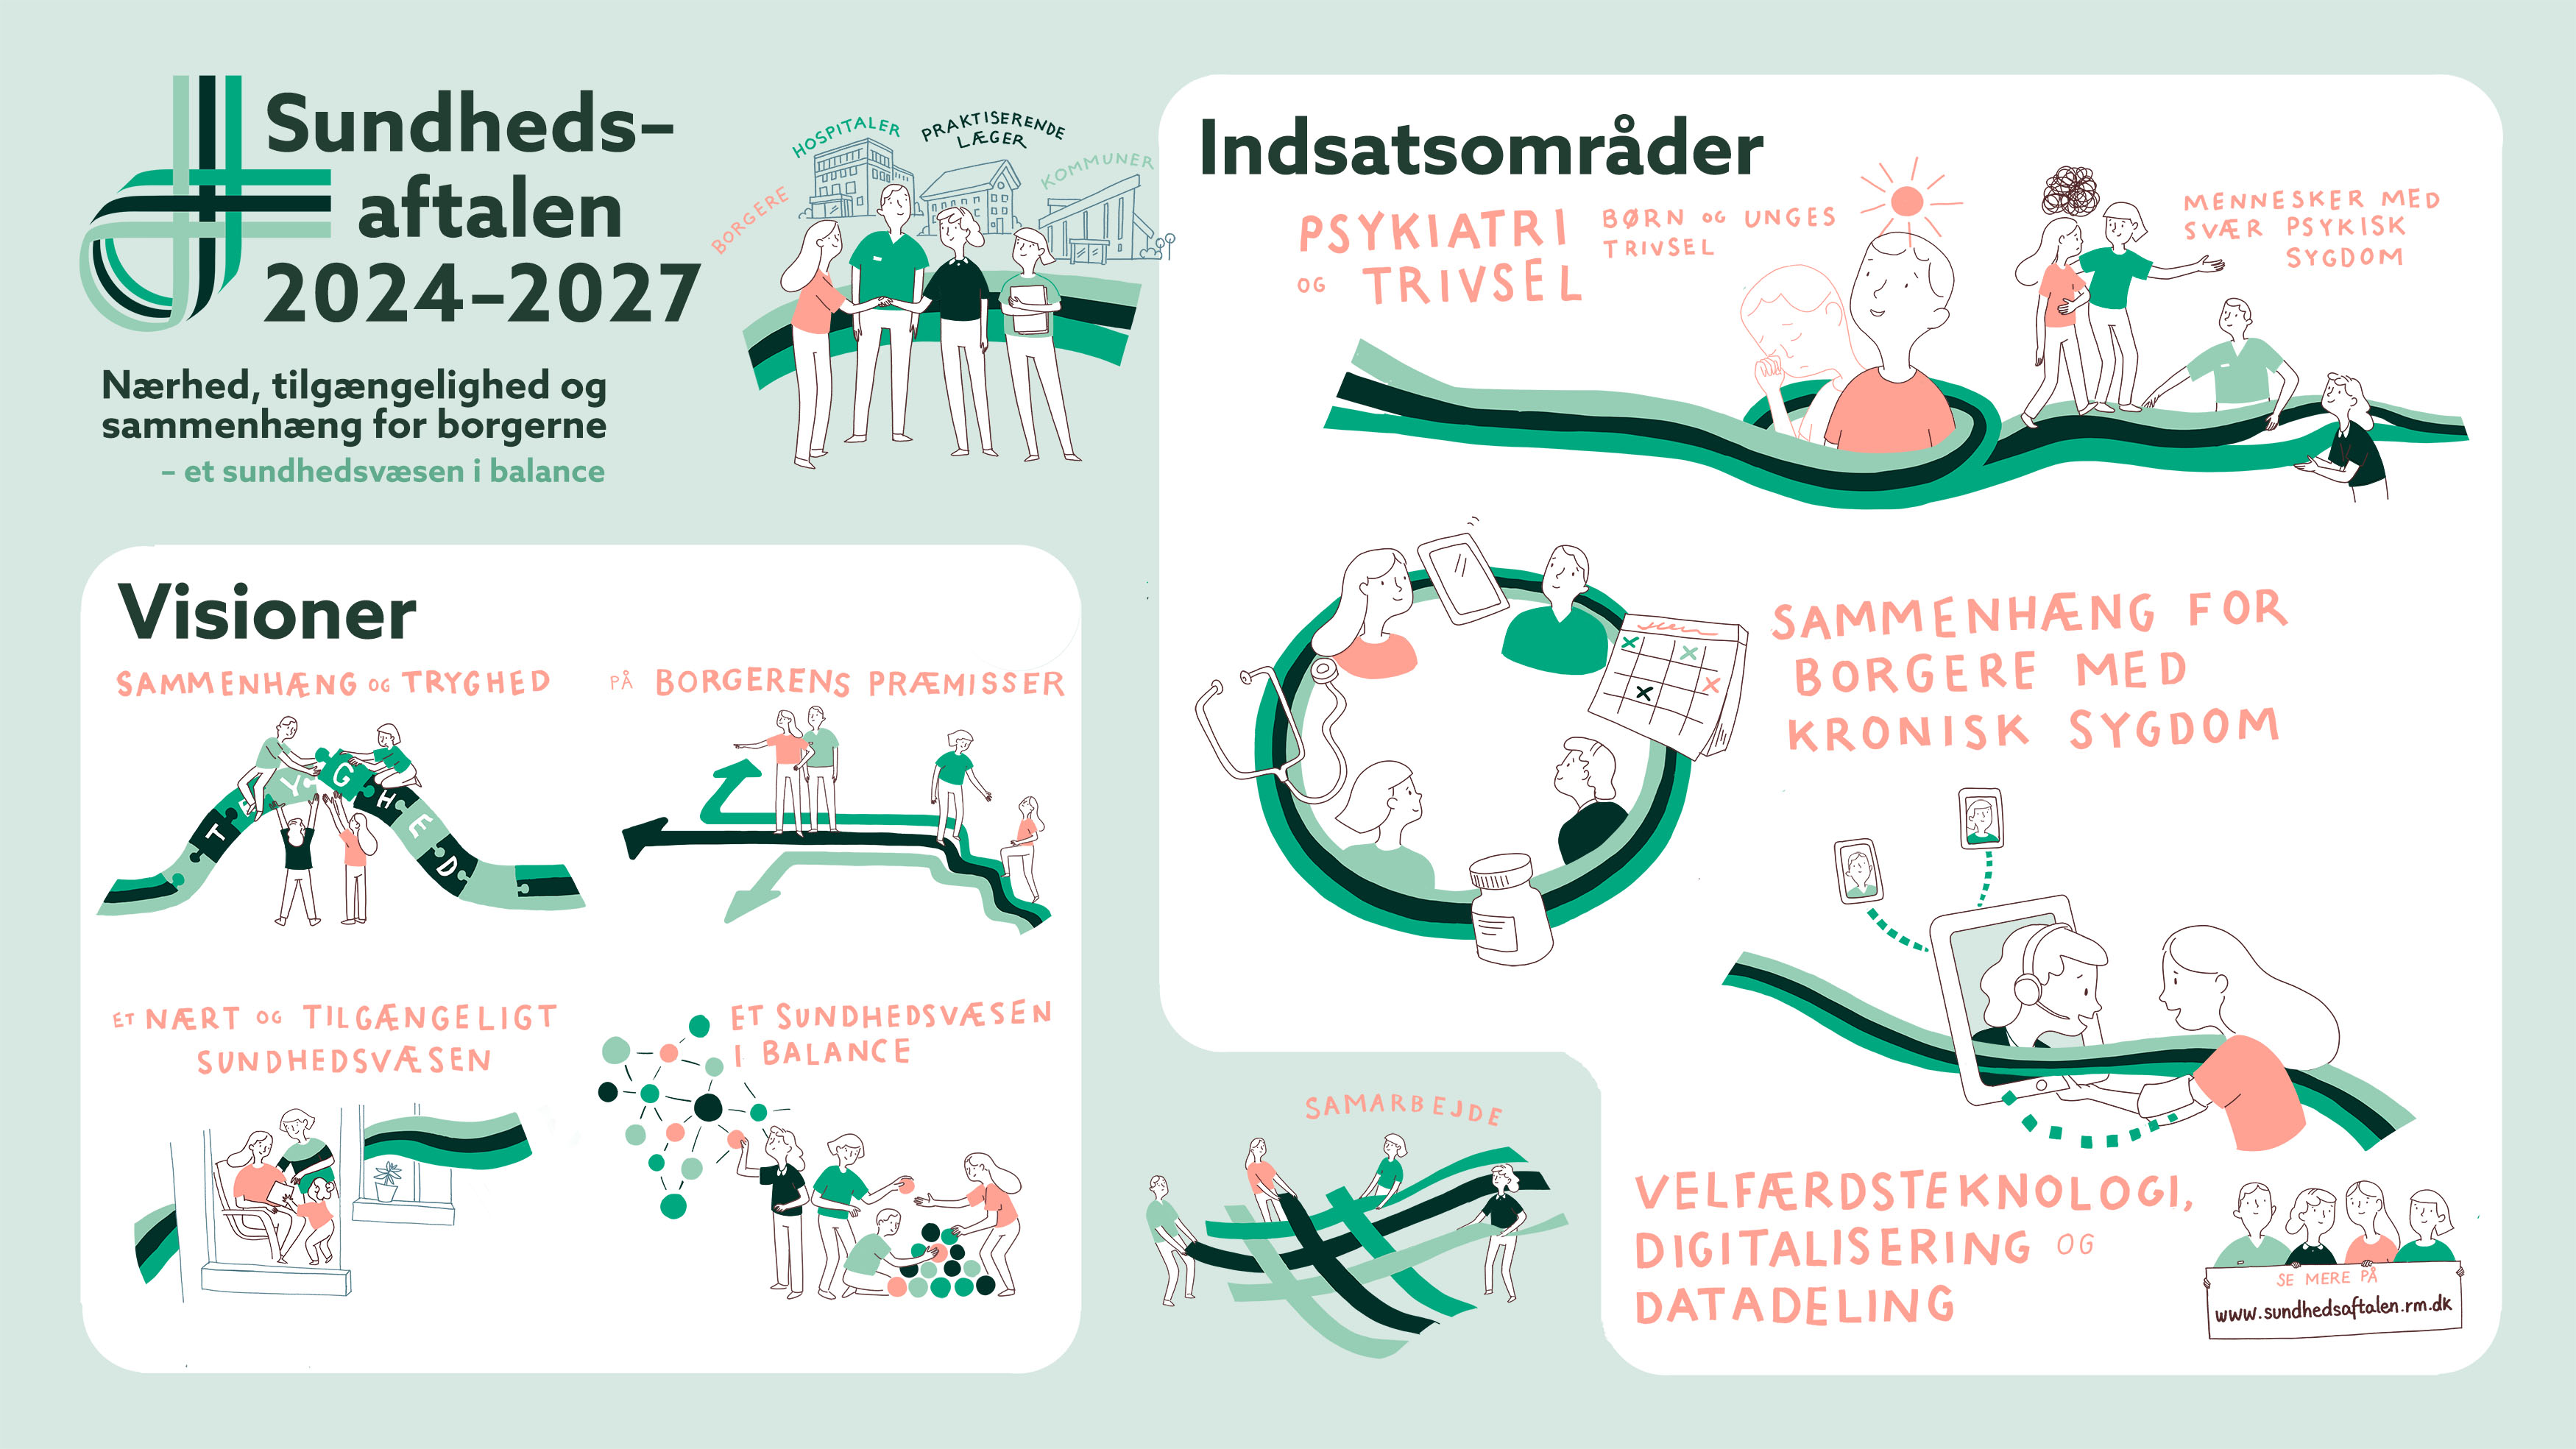 Sundheds-
aftalen
2024-2027
Nærhed, tilgængelighed og
sammenhæng for borgerne
- et sundhedsvæsen i balance
BORGERE
HOSPITALER
PRAKTISERENDE
LÆGER
KOMMUNER
Visioner
SAMMENHÆNG OG TRYGHED
T YGHED
PÅ BORGERENS PRÆMISSER
ET NÆRT OG TILGÆNGELIGT
SUNDHEDSVÆSEN
ET SUNDHEDSVÆSEN
I BALANCE
SAMARBEJDE
Indsatsområder
PSYKIATRI
OG TRIVSEL
BØRN OG UNGES
TRIVSEL
MENNESKER MED
SVÆR PSYKISK
SYGDOM
SAMMENHÆNG FOR
BORGERE MED
KRONISK SYGDOM
VELFÆRDSTEKNOLOGI,
DIGITALISERING OG
DATADELING
SE MERE PÅ
www.sundhedsaftalen.rm.dk